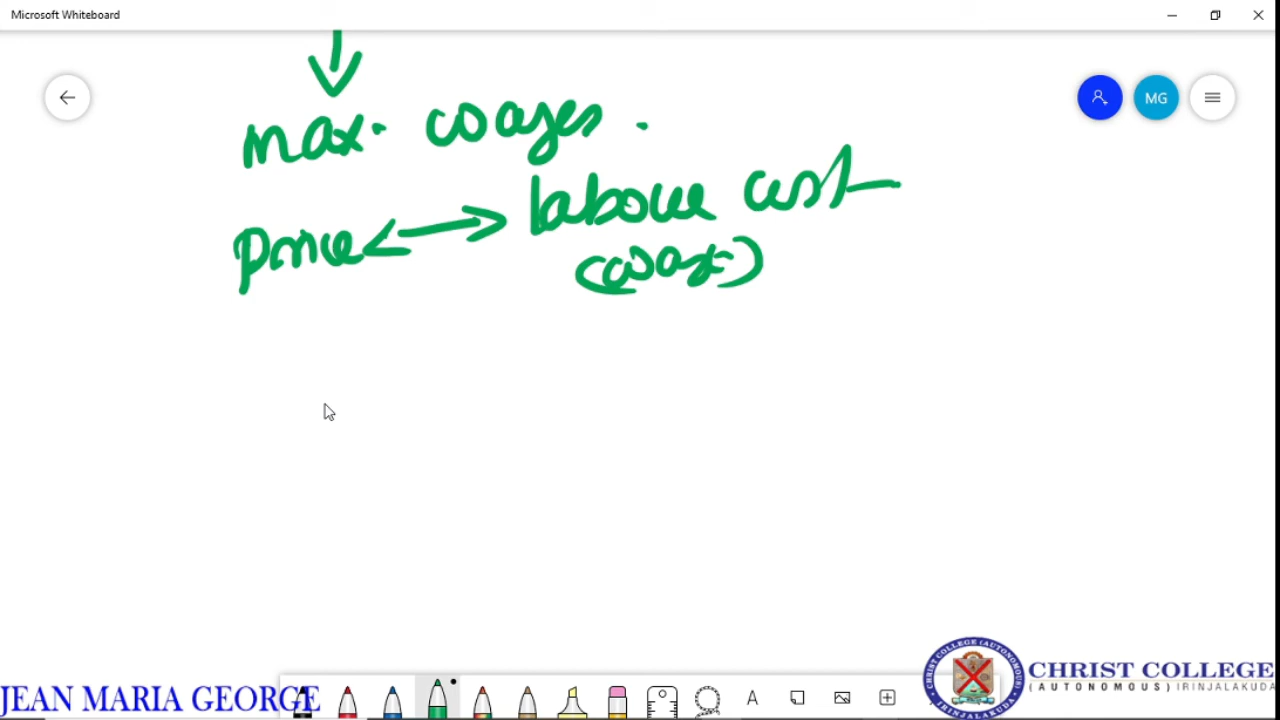 Microsoft Whiteboard
MG
max. wages.
price ↔ labour cost
(wage)
A
JEAN MARIA GEORGE
CHRIST COLLEGE
(AUTONOMOUS) IRINJALAKUDA